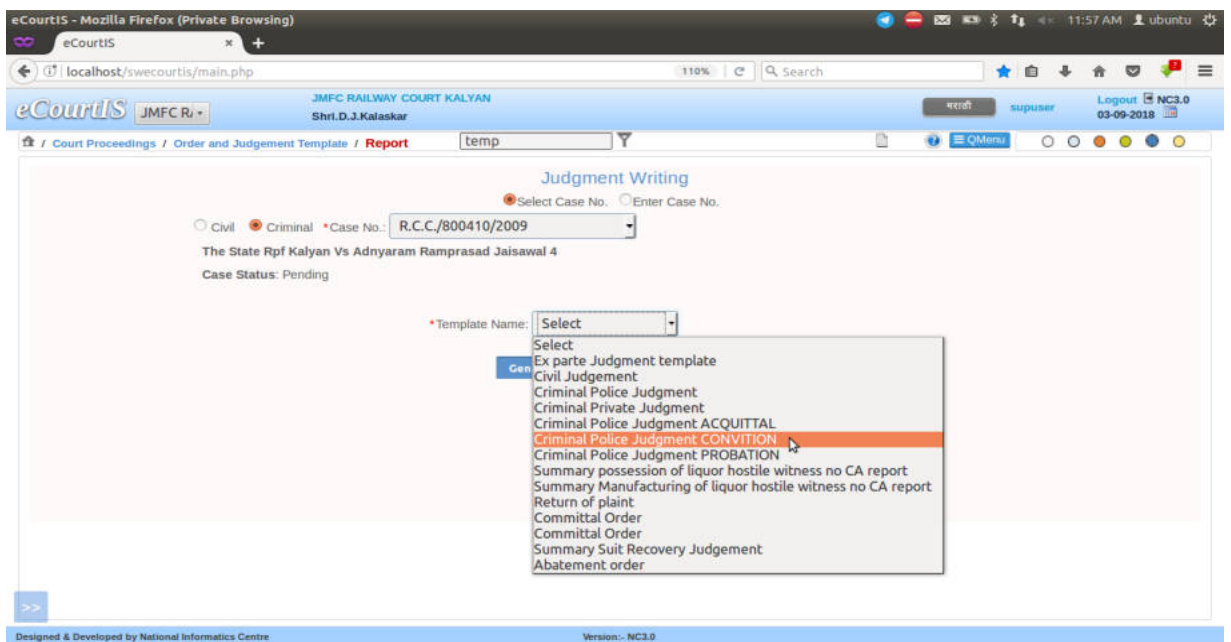 eCourtIS - Mozilla Firefox (Private Browsing) 11:57 AM ubuntu
eCourtIS × +
localhost/swecourtis/main.php 110% Search
eCourtIS JMFC R/ JMFC RAILWAY COURT KALYAN मराठी supuser Logout NC3.0
Shri.D.J.Kalaskar 03-09-2018
/ Court Proceedings / Order and Judgement Template / Report temp QMenu
Judgment Writing
Select Case No. Enter Case No.
Civil Criminal *Case No.: R.C.C./800410/2009
The State Rpf Kalyan Vs Adnyaram Ramprasad Jaisawal 4
Case Status: Pending
*Template Name: Select
Select
Ex parte Judgment template
Gen Civil Judgement
Criminal Police Judgment
Criminal Private Judgment
Criminal Police Judgment ACQUITTAL
Criminal Police Judgment CONVITION
Criminal Police Judgment PROBATION
Summary possession of liquor hostile witness no CA report
Summary Manufacturing of liquor hostile witness no CA report
Return of plaint
Committal Order
Committal Order
Summary Suit Recovery Judgement
Abatement order
>>
Designed & Developed by National Informatics Centre Version:- NC3.0